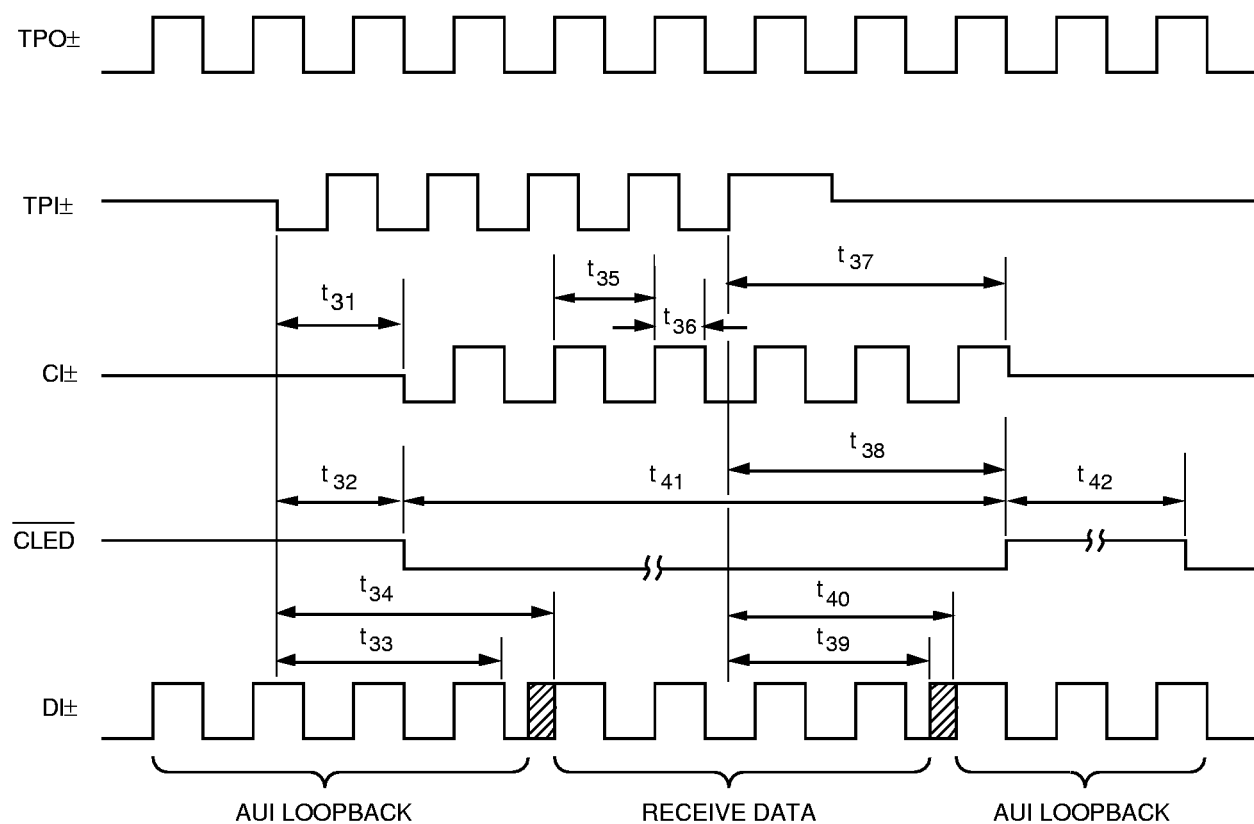 TPO±
TPI±
t37
t35
t31
t36
CI±
t38
t32
t41
t42
CLED
t34
t40
t33
t39
DI±
AUI LOOPBACK
RECEIVE DATA
AUI LOOPBACK